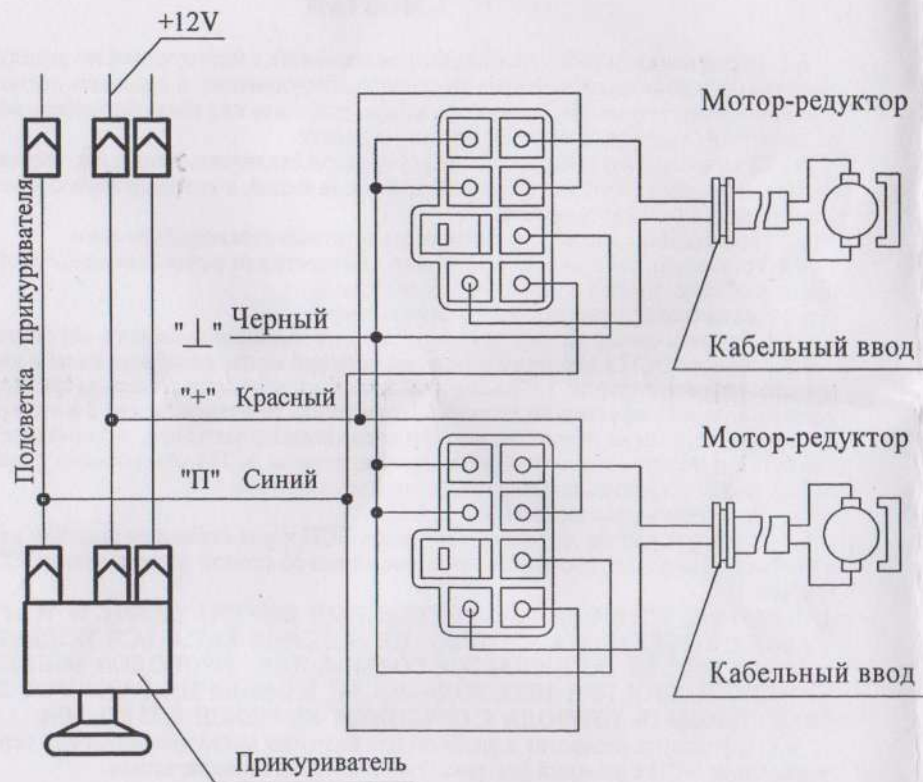 +12V
Мотор-редуктор
Подсветка прикуривателя
"⊥" Черный
Кабельный ввод
"+" Красный
Мотор-редуктор
"П" Синий
Кабельный ввод
Прикуриватель